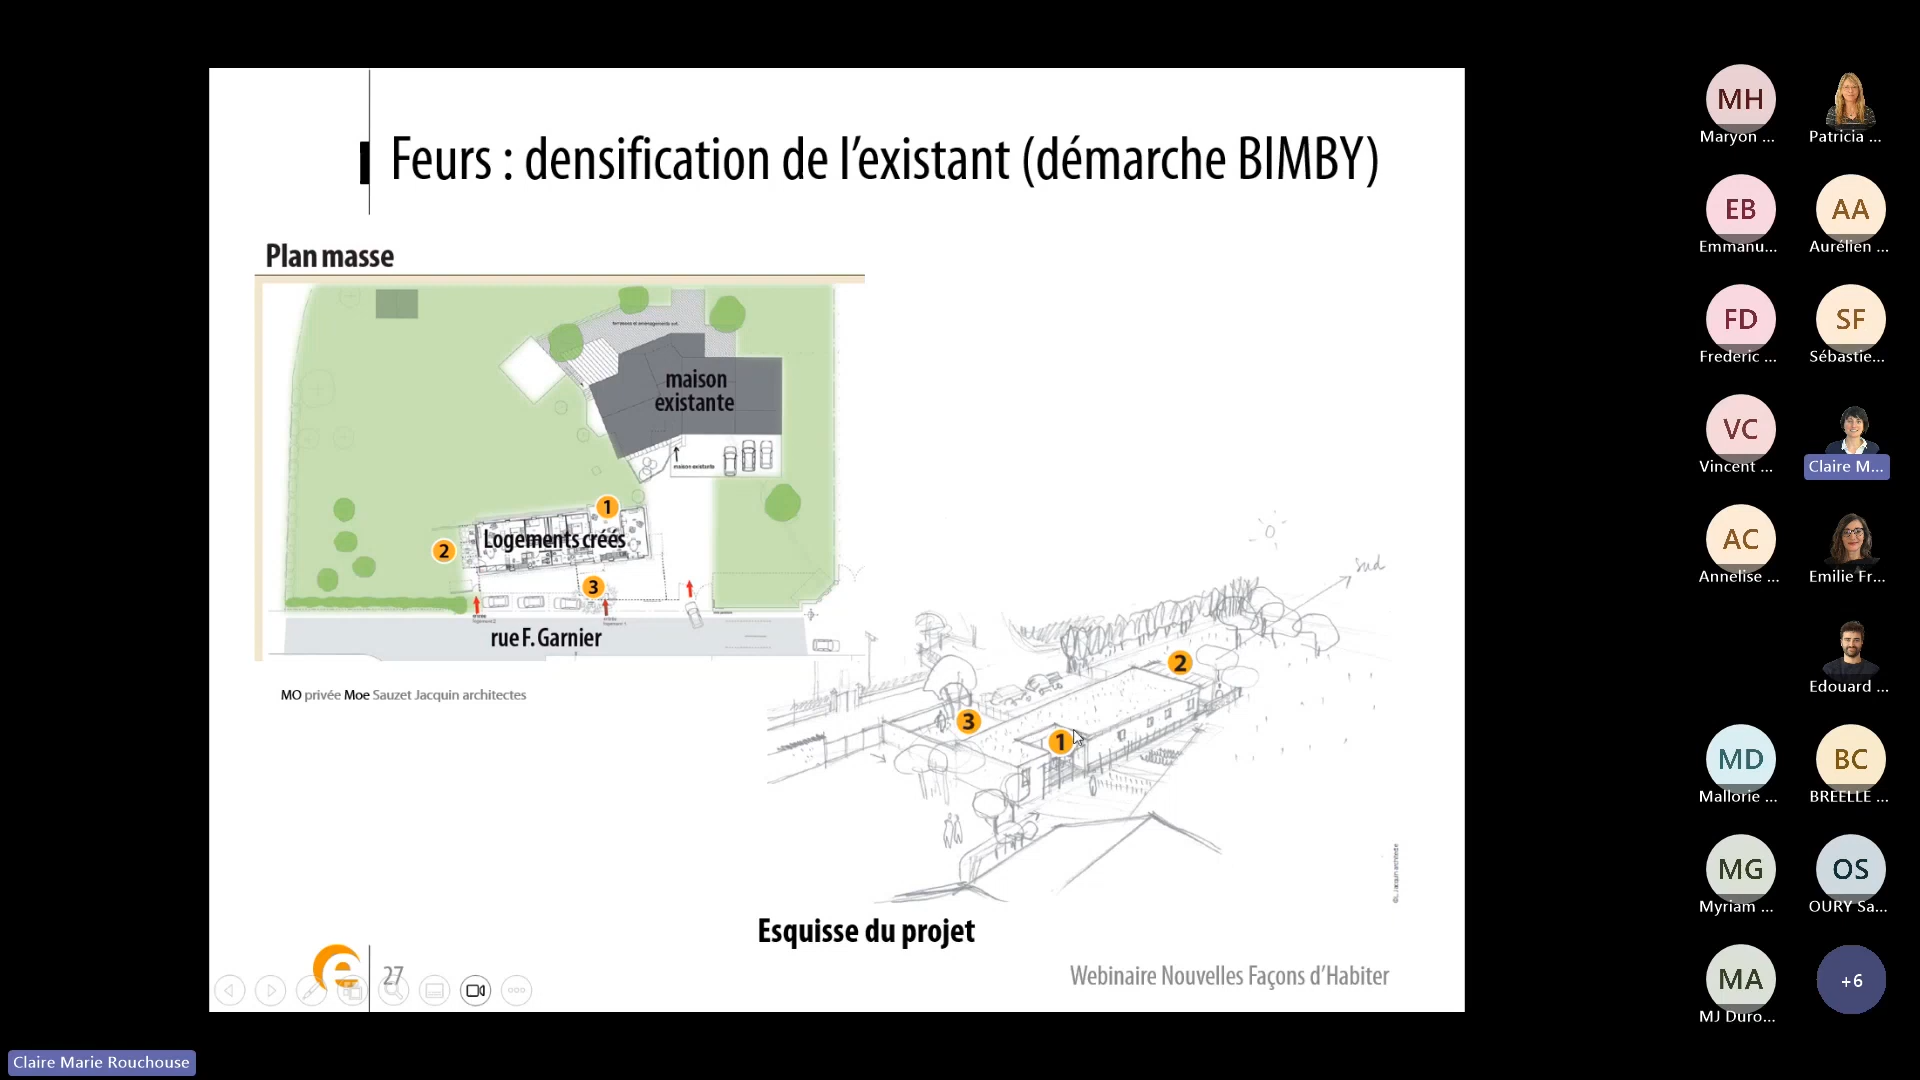 Feurs : densification de l'existant (démarche BIMBY)
Plan masse
maison
existante
maison existante
1
Logements créés
2
3
rue F. Garnier
MO privée Moe Sauzet Jacquin architectes
sud
2
3
1
Esquisse du projet
27
Webinaire Nouvelles Façons d'Habiter
MH
Maryon ...
Patricia ...
EB
Emmanu...
AA
Aurélien ...
FD
Frederic ...
SF
Sébastie...
VC
Vincent ...
Claire M...
AC
Annelise ...
Emilie Fr...
Edouard ...
MD
Mallorie ...
BC
BREELLE ...
MG
Myriam ...
OS
OURY Sa...
MA
MJ Duro...
+6
Claire Marie Rouchouse